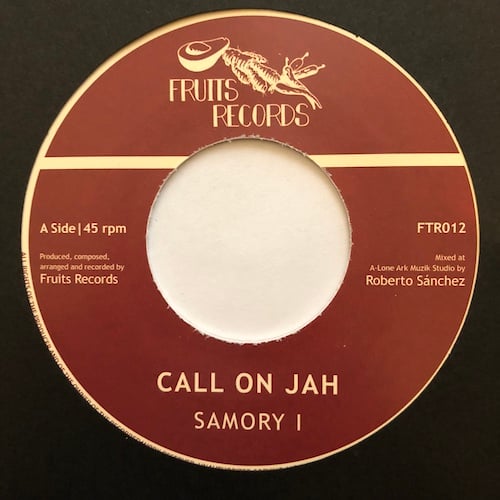 FRUITS
RECORDS
A Side|45 rpm
FTR012
Produced, composed,
arranged and recorded by
Fruits Records
Mixed at
A-Lone Ark Muzik Studio by
Roberto Sánchez
CALL ON JAH
SAMORY I